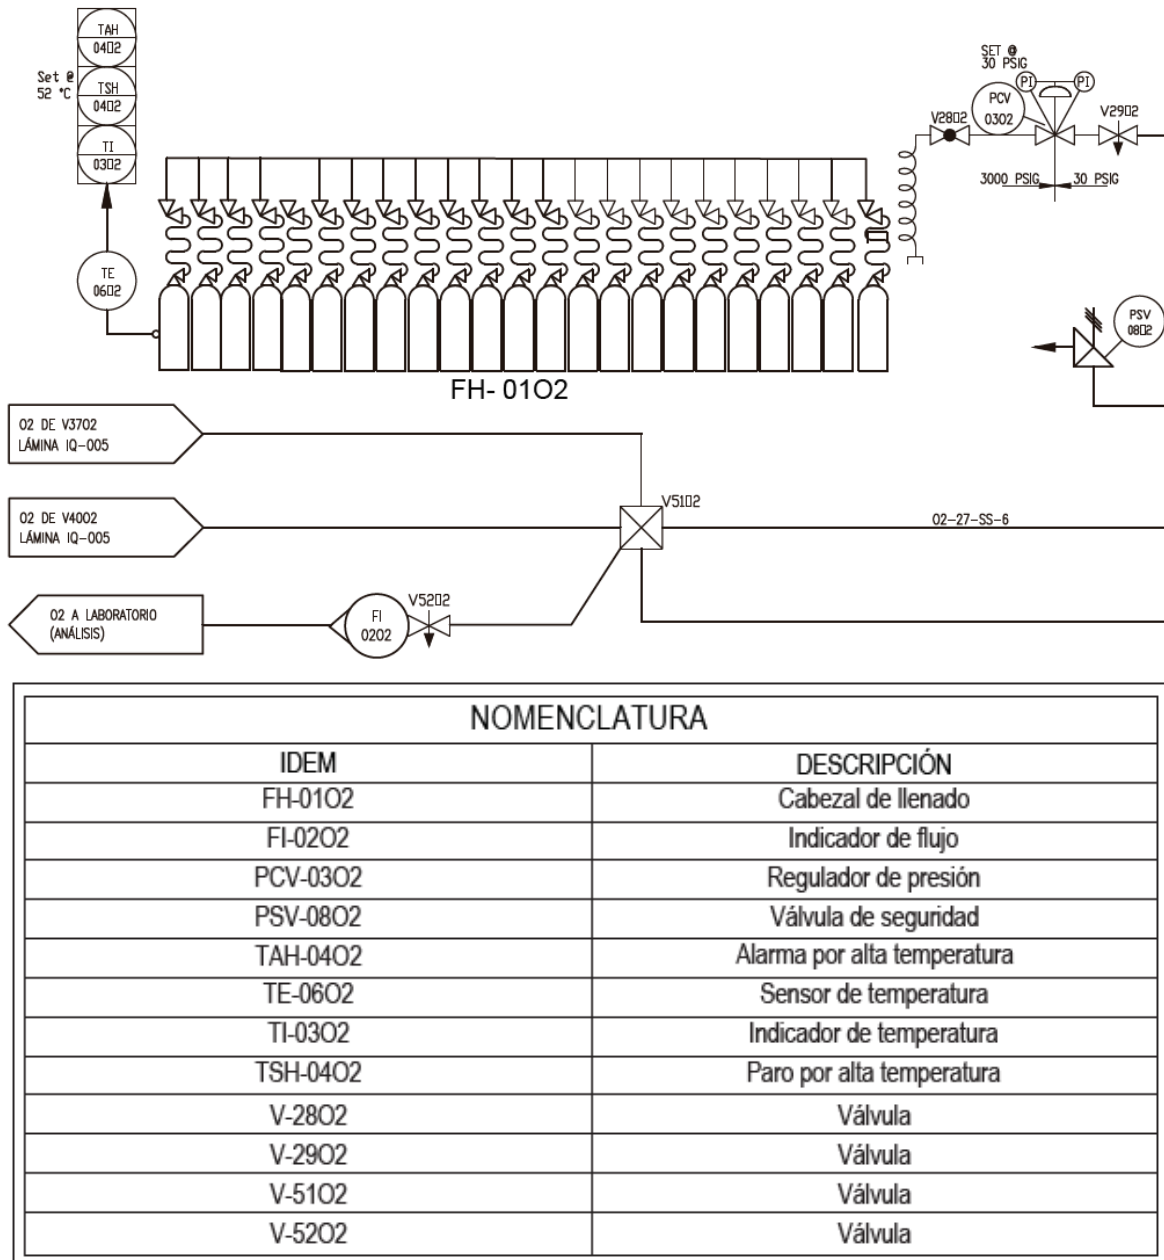 TAH
04O2
Set @
52 °C
TSH
04O2
TI
03O2
TE
06O2
SET @
30 PSIG
PI
PI
PCV
03O2
V28O2
V29O2
3000 PSIG
30 PSIG
PSV
08O2
FH- 01O2
O2 DE V37O2
LÁMINA IQ-005
O2 DE V40O2
LÁMINA IQ-005
V51O2
O2-27-SS-6
O2 A LABORATORIO
(ANÁLISIS)
FI
02O2
V52O2
NOMENCLATURA
IDEM DESCRIPCIÓN
FH-01O2 Cabezal de llenado
FI-02O2 Indicador de flujo
PCV-03O2 Regulador de presión
PSV-08O2 Válvula de seguridad
TAH-04O2 Alarma por alta temperatura
TE-06O2 Sensor de temperatura
TI-03O2 Indicador de temperatura
TSH-04O2 Paro por alta temperatura
V-28O2 Válvula
V-29O2 Válvula
V-51O2 Válvula
V-52O2 Válvula